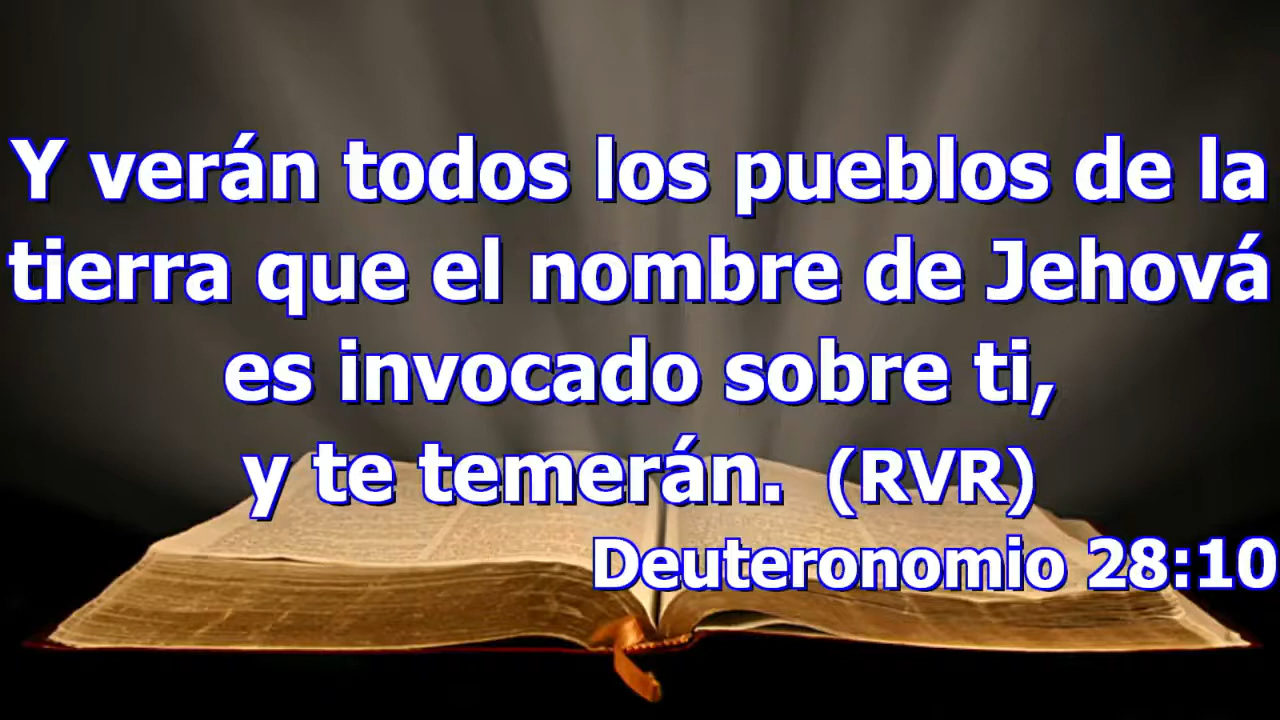 Y verán todos los pueblos de la
tierra que el nombre de Jehová
es invocado sobre ti,
y te temerán. (RVR)
Deuteronomio 28:10